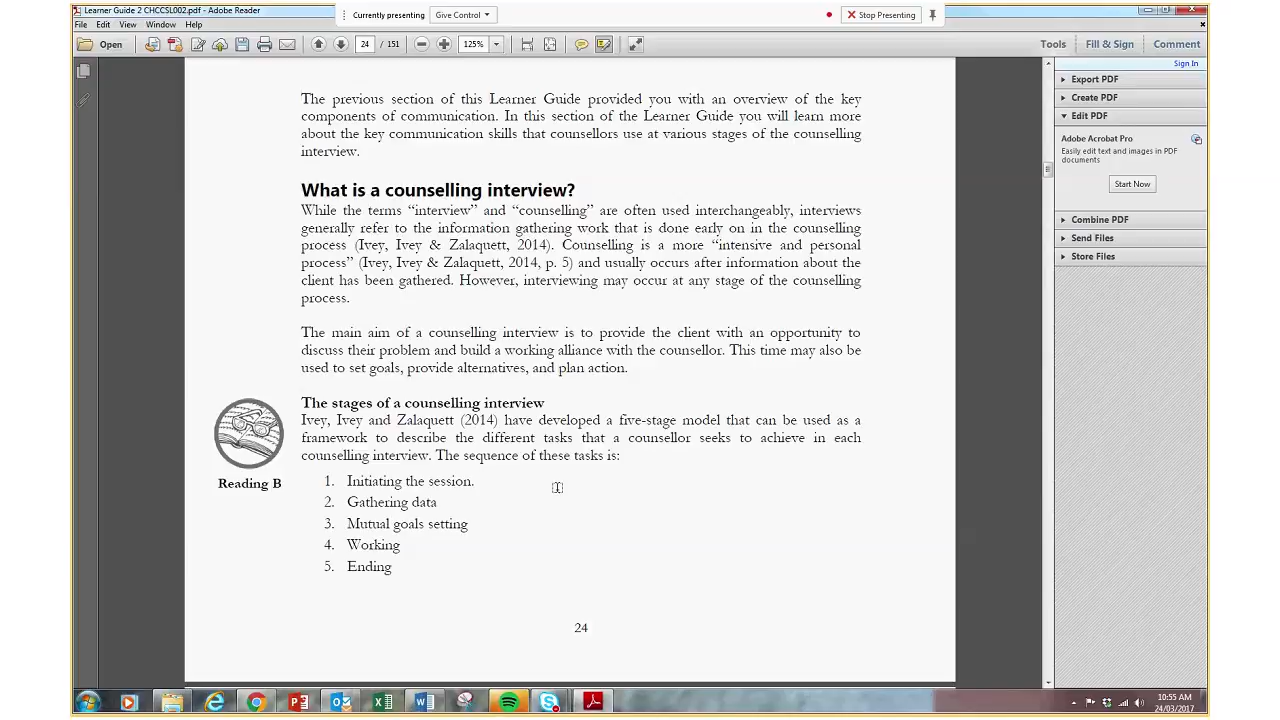 Learner Guide 2 CHCCSL002.pdf - Adobe Reader
Currently presenting
Give Control
Stop Presenting
File Edit View Window Help
Open
24 / 151
125%
Tools
Fill & Sign
Comment
Sign In
The previous section of this Learner Guide provided you with an overview of the key
components of communication. In this section of the Learner Guide you will learn more
about the key communication skills that counsellors use at various stages of the counselling
interview.
What is a counselling interview?
While the terms “interview” and “counselling” are often used interchangeably, interviews
generally refer to the information gathering work that is done early on in the counselling
process (Ivey, Ivey & Zalaquett, 2014). Counselling is a more “intensive and personal
process” (Ivey, Ivey & Zalaquett, 2014, p. 5) and usually occurs after information about the
client has been gathered. However, interviewing may occur at any stage of the counselling
process.
The main aim of a counselling interview is to provide the client with an opportunity to
discuss their problem and build a working alliance with the counsellor. This time may also be
used to set goals, provide alternatives, and plan action.
The stages of a counselling interview
Ivey, Ivey and Zalaquett (2014) have developed a five-stage model that can be used as a
framework to describe the different tasks that a counsellor seeks to achieve in each
counselling interview. The sequence of these tasks is:
Reading B
1. Initiating the session.
2. Gathering data
3. Mutual goals setting
4. Working
5. Ending
24
Export PDF
Create PDF
Edit PDF
Adobe Acrobat Pro
Easily edit text and images in PDF
documents
Start Now
Combine PDF
Send Files
Store Files
10:55 AM
24/03/2017